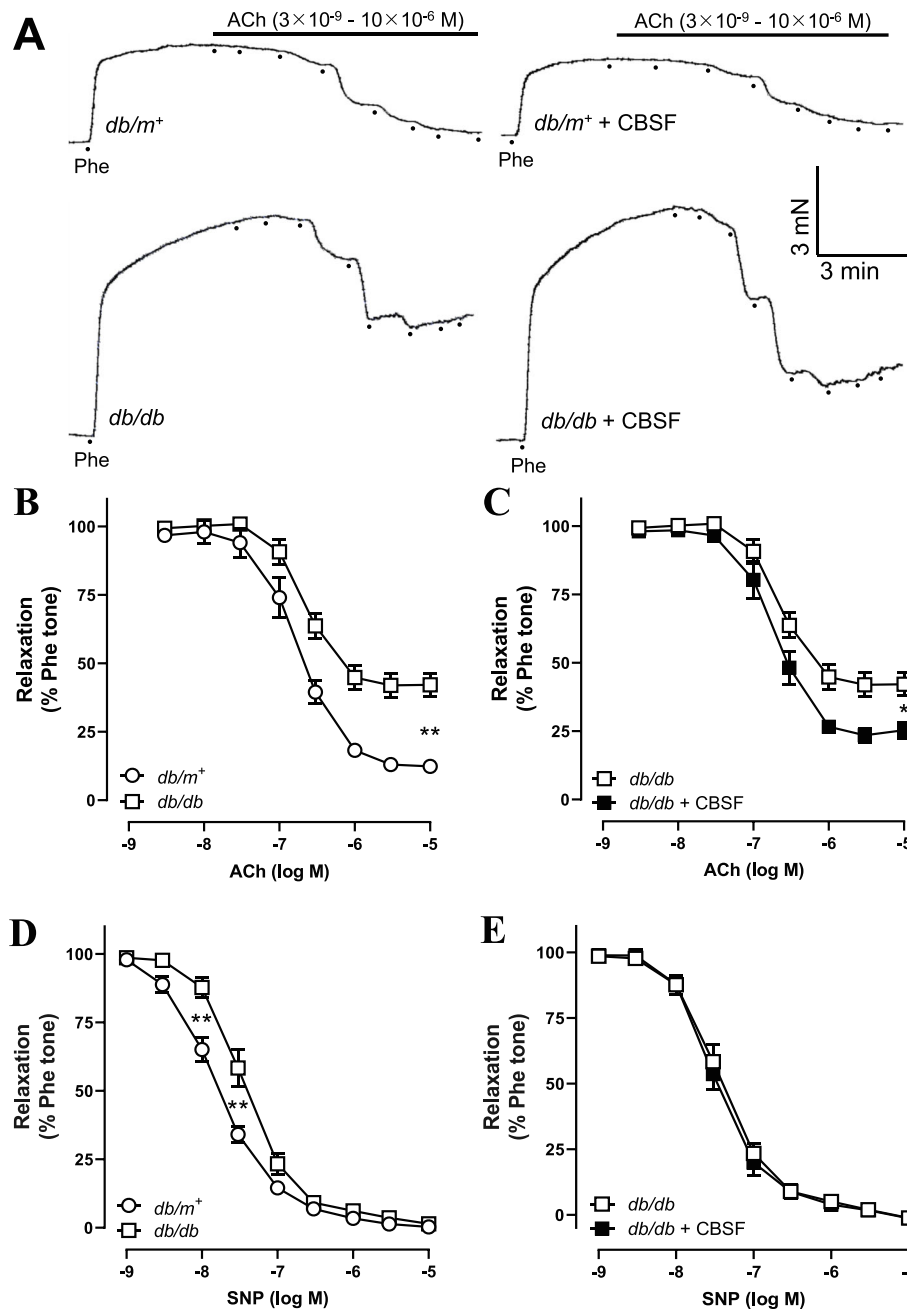 A
ACh (3×10⁻⁹ - 10×10⁻⁶ M)
ACh (3×10⁻⁹ - 10×10⁻⁶ M)
db/m⁺
Phe
db/m⁺ + CBSF
Phe
3 mN
3 min
db/db
Phe
db/db + CBSF
Phe
B
Relaxation
(% Phe tone)
100
75
50
25
0
**
db/m⁺
db/db
-9 -8 -7 -6 -5
ACh (log M)
C
Relaxation
(% Phe tone)
100
75
50
25
0
*
db/db
db/db + CBSF
-9 -8 -7 -6 -5
ACh (log M)
D
Relaxation
(% Phe tone)
100
75
50
25
0
**
**
db/m⁺
db/db
-9 -8 -7 -6 -5
SNP (log M)
E
Relaxation
(% Phe tone)
100
75
50
25
0
db/db
db/db + CBSF
-9 -8 -7 -6 -5
SNP (log M)